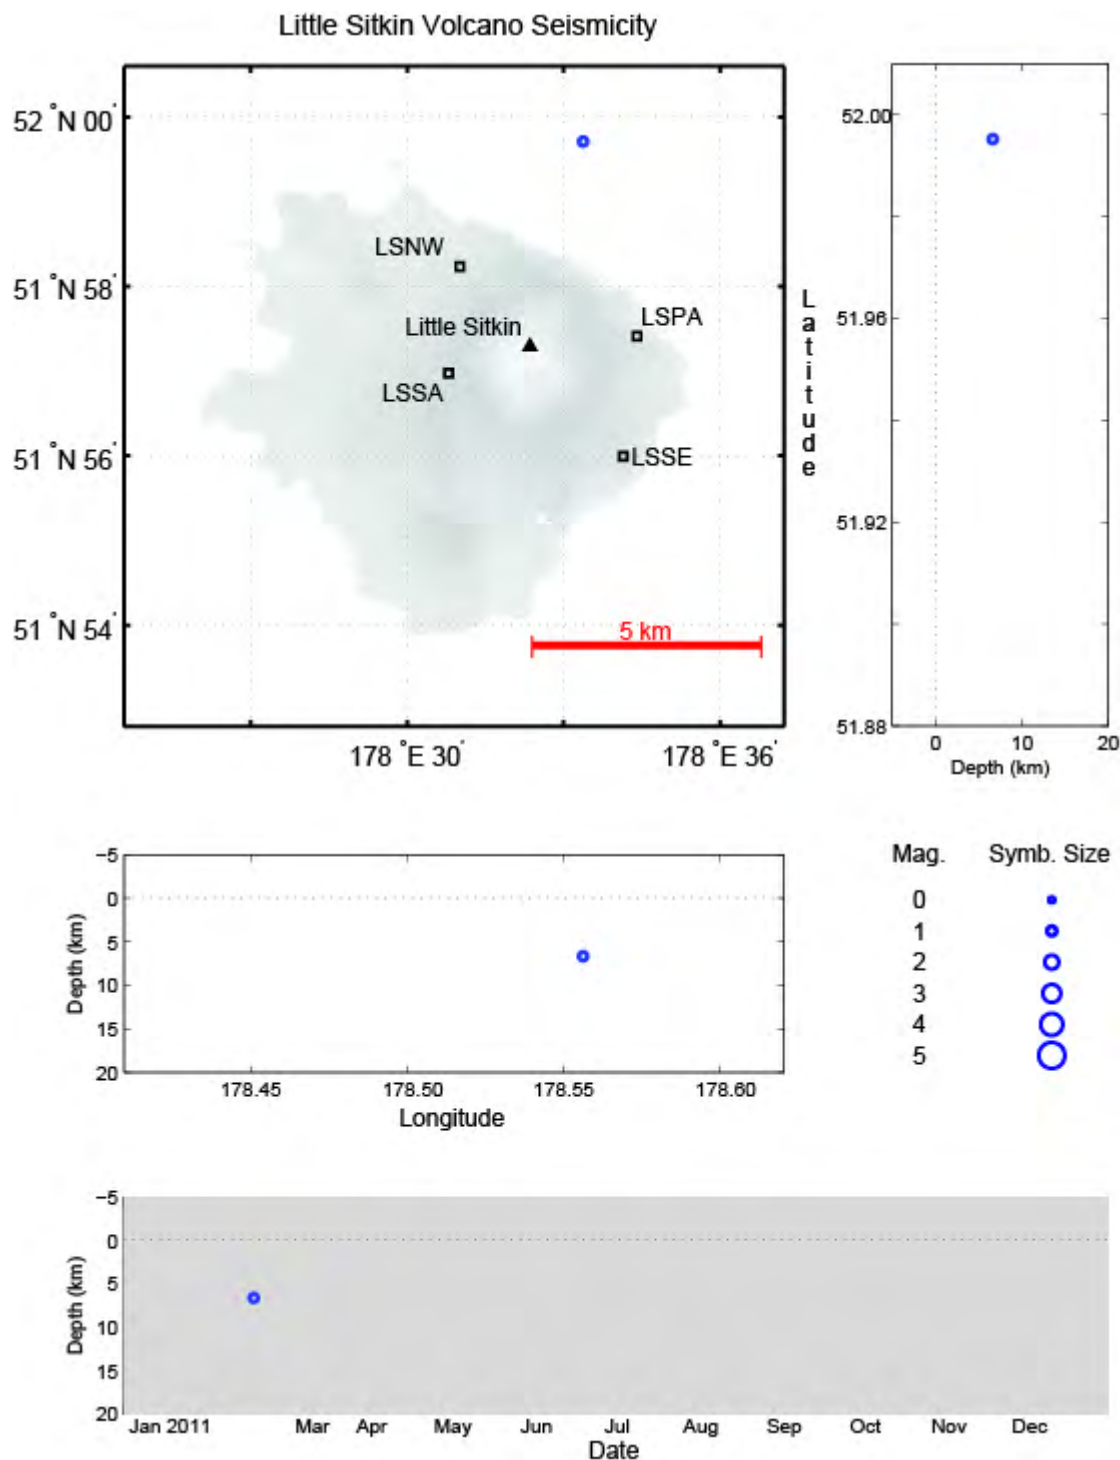 Little Sitkin Volcano Seismicity
52 °N 00'
51 °N 58'
51 °N 56'
51 °N 54'
178 °E 30'
178 °E 36'
LSNW
Little Sitkin
LSPA
LSSA
LSSE
5 km
Latitude
52.00
51.96
51.92
51.88
0 10 20
Depth (km)
−5
0
5
10
15
20
Depth (km)
178.45 178.50 178.55 178.60
Longitude
Mag. Symb. Size
0
1
2
3
4
5
−5
0
5
10
15
20
Depth (km)
Jan 2011 Mar Apr May Jun Jul Aug Sep Oct Nov Dec
Date